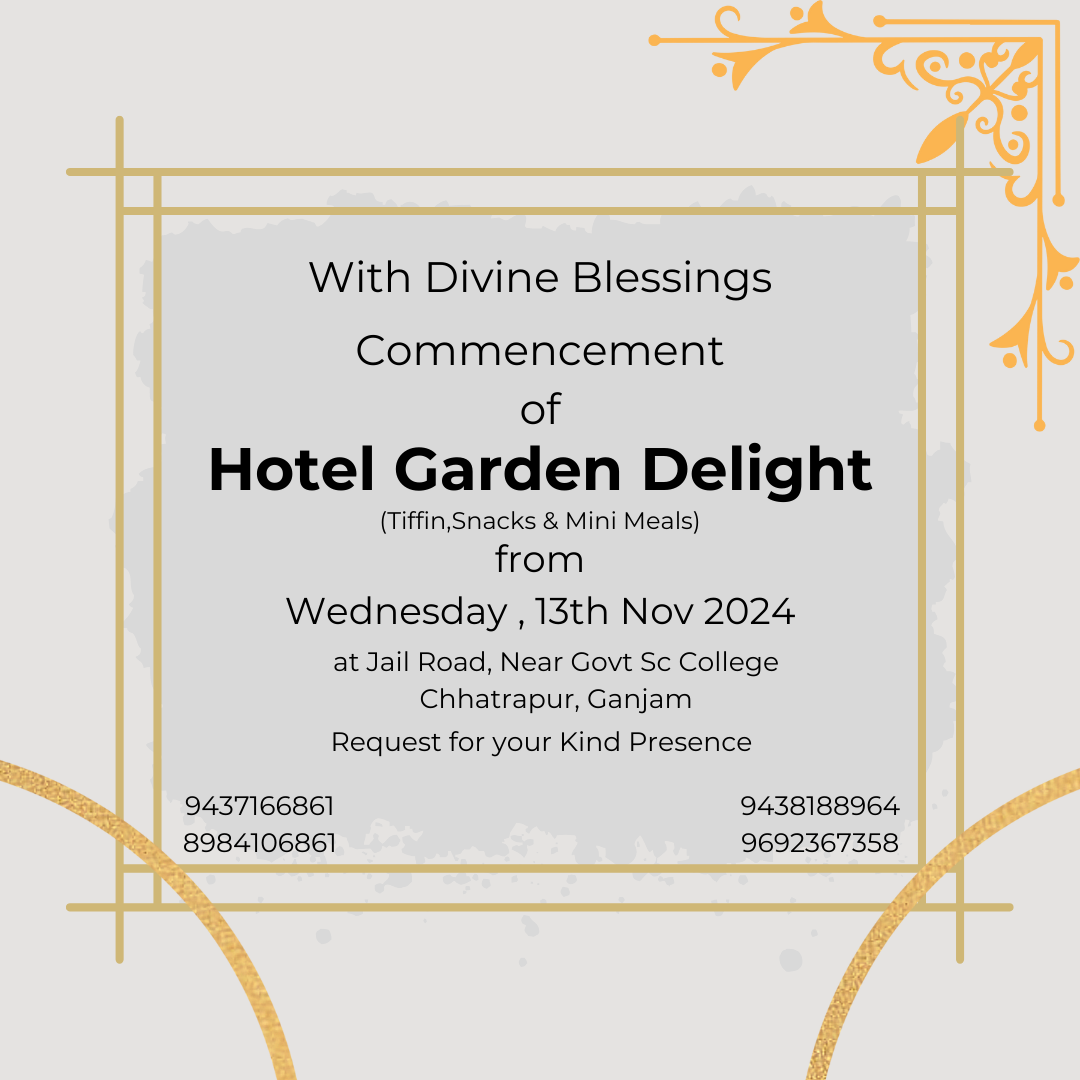 With Divine Blessings
Commencement
of
Hotel Garden Delight
(Tiffin,Snacks & Mini Meals)
from
Wednesday , 13th Nov 2024
at Jail Road, Near Govt Sc College
Chhatrapur, Ganjam
Request for your Kind Presence
9437166861
8984106861
9438188964
9692367358